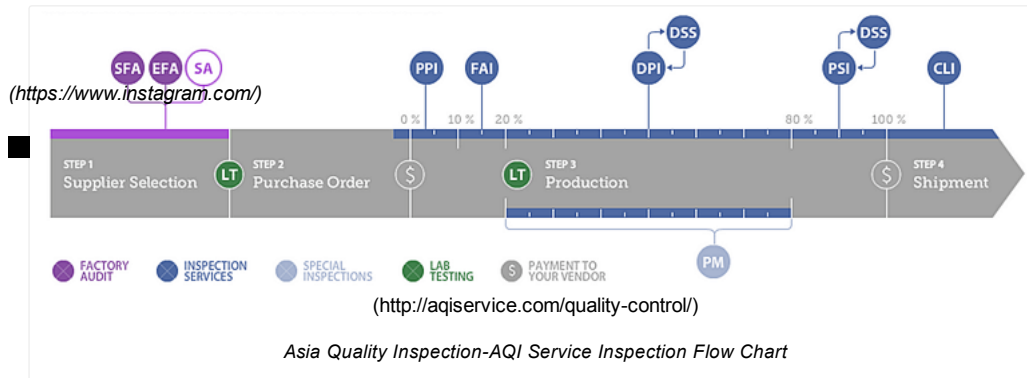 DSS
DSS
SFA EFA SA PPI FAI DPI PSI CLI
(https://www.instagram.com/)
0 % 10 % 20 % 80 % 100 %
STEP 1
Supplier Selection
LT
STEP 2
Purchase Order
$
LT
STEP 3
Production
$
STEP 4
Shipment
PM
FACTORY
AUDIT
INSPECTION
SERVICES
SPECIAL
INSPECTIONS
LAB
TESTING
$
PAYMENT TO
YOUR VENDOR
(http://aqiservice.com/quality-control/)
Asia Quality Inspection-AQI Service Inspection Flow Chart